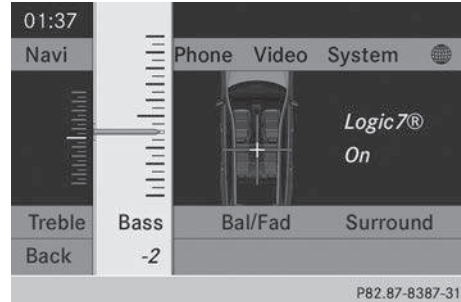 01:37
Navi Phone Video System
Logic7®
On
Treble Bass Bal/Fad Surround
Back -2
P82.87-8387-31